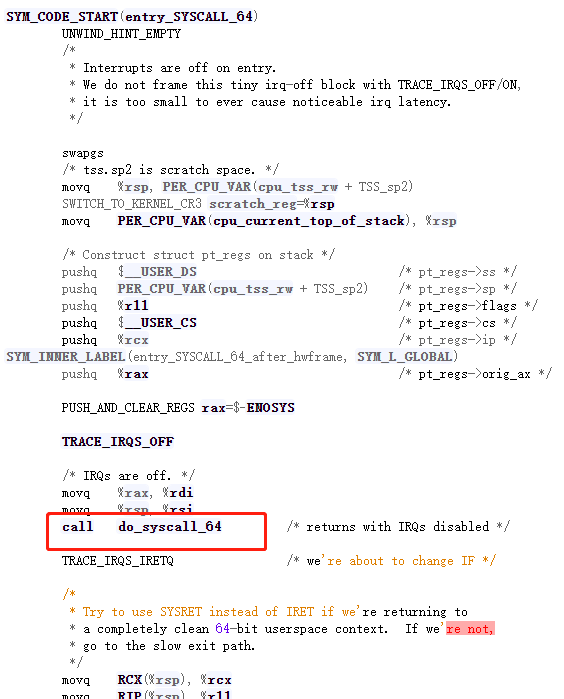 SYM_CODE_START(entry_SYSCALL_64)
UNWIND_HINT_EMPTY
/*
* Interrupts are off on entry.
* We do not frame this tiny irq-off block with TRACE_IRQS_OFF/ON,
* it is too small to ever cause noticeable irq latency.
*/
swapgs
/* tss.sp2 is scratch space. */
movq %rsp, PER_CPU_VAR(cpu_tss_rw + TSS_sp2)
SWITCH_TO_KERNEL_CR3 scratch_reg=%rsp
movq PER_CPU_VAR(cpu_current_top_of_stack), %rsp
/* Construct struct pt_regs on stack */
pushq $__USER_DS /* pt_regs->ss */
pushq PER_CPU_VAR(cpu_tss_rw + TSS_sp2) /* pt_regs->sp */
pushq %r11 /* pt_regs->flags */
pushq $__USER_CS /* pt_regs->cs */
pushq %rcx /* pt_regs->ip */
SYM_INNER_LABEL(entry_SYSCALL_64_after_hwframe, SYM_L_GLOBAL)
pushq %rax /* pt_regs->orig_ax */
PUSH_AND_CLEAR_REGS rax=$-ENOSYS
TRACE_IRQS_OFF
/* IRQs are off. */
movq %rax, %rdi
movq %rsp, %rsi
call do_syscall_64 /* returns with IRQs disabled */
TRACE_IRQS_IRETQ /* we're about to change IF */
/*
* Try to use SYSRET instead of IRET if we're returning to
* a completely clean 64-bit userspace context. If we're not,
* go to the slow exit path.
*/
movq RCX(%rsp), %rcx
movq RIP(%rsp), %r11